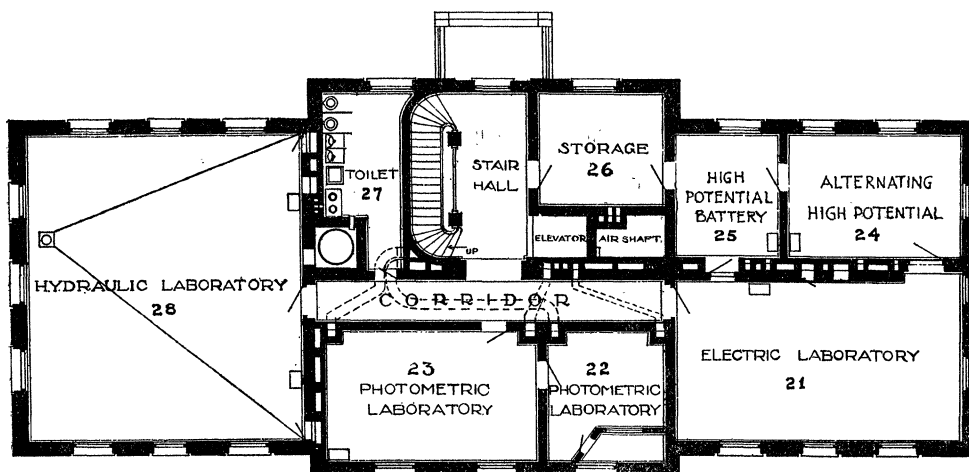 TOILET
27
STAIR
HALL
UP
STORAGE
26
ELEVATOR
AIR SHAFT.
HIGH
POTENTIAL
BATTERY
25
ALTERNATING
HIGH POTENTIAL
24
HYDRAULIC LABORATORY
28
CORRIDOR
23
PHOTOMETRIC
LABORATORY
22
PHOTOMETRIC
LABORATORY
ELECTRIC LABORATORY
21